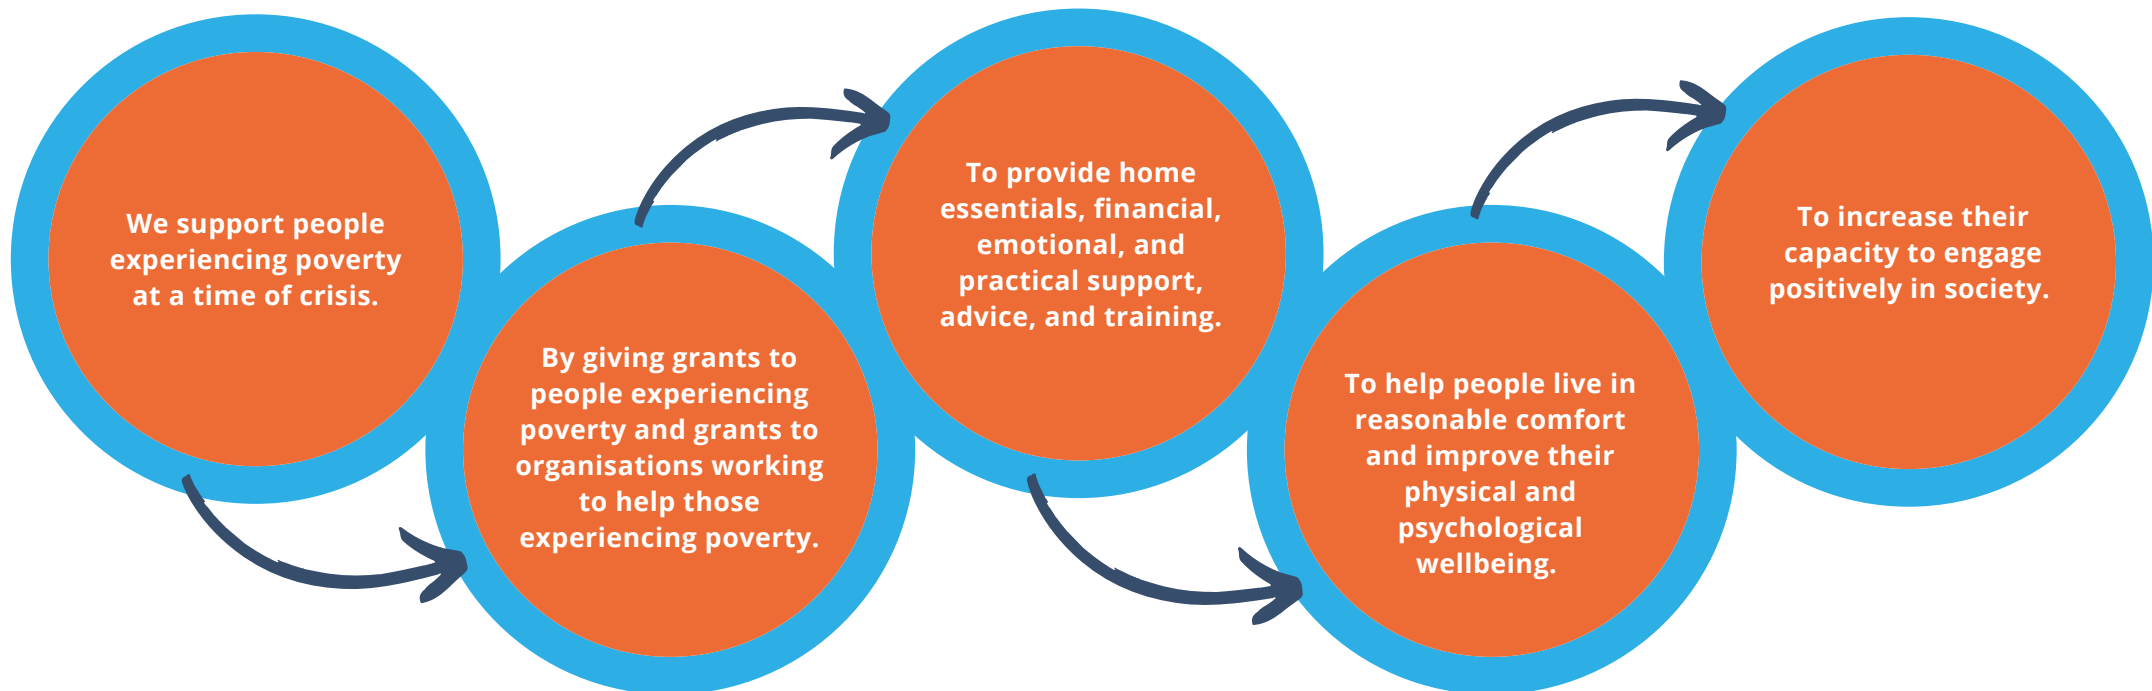 We support people
experiencing poverty
at a time of crisis.
By giving grants to
people experiencing
poverty and grants to
organisations working
to help those
experiencing poverty.
To provide home
essentials, financial,
emotional, and
practical support,
advice, and training.
To help people live in
reasonable comfort
and improve their
physical and
psychological
wellbeing.
To increase their
capacity to engage
positively in society.